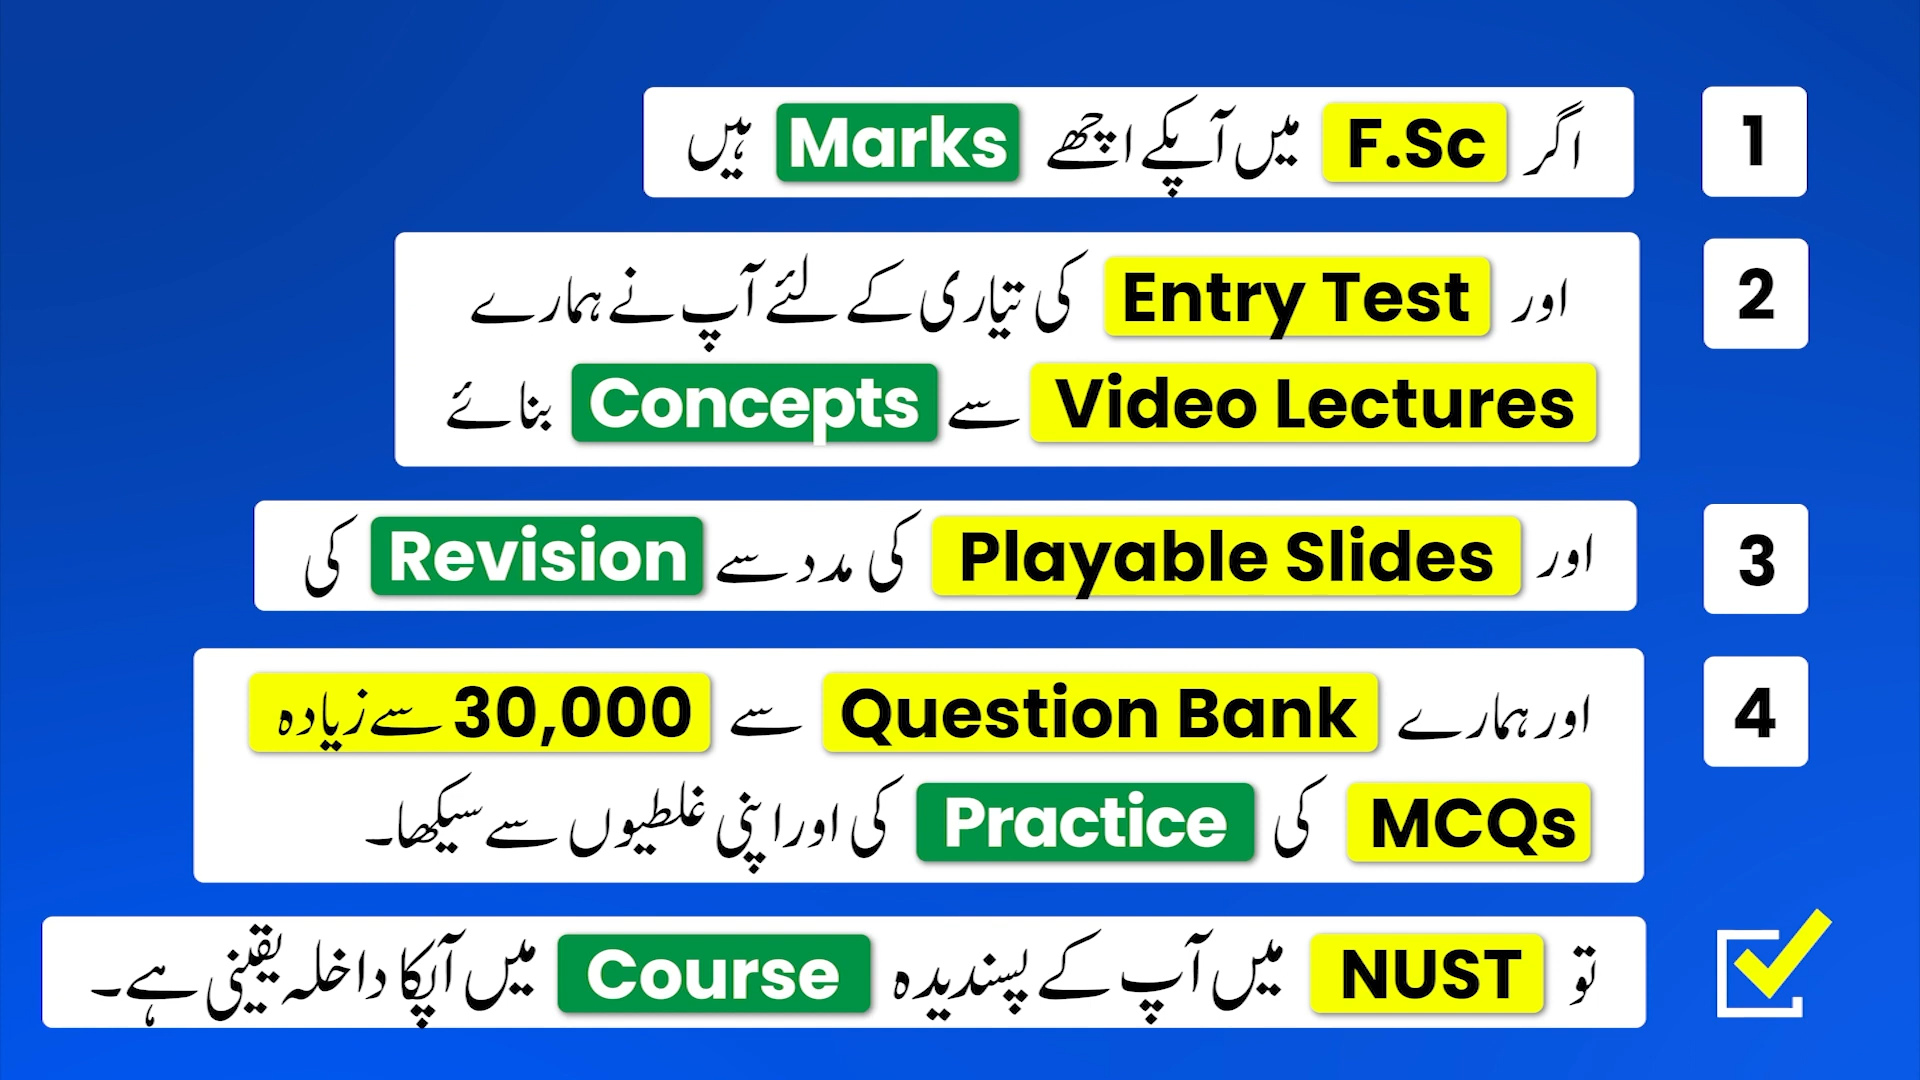 1
اگر F.Sc میں آپکے اچھے Marks ہیں
2
اور Entry Test کی تیاری کے لئے آپ نے ہمارے
Video Lectures سے Concepts بنائے
3
اور Playable Slides کی مدد سے Revision کی
4
اور ہمارے Question Bank سے 30,000 سے زیادہ
MCQs کی Practice کی اور اپنی غلطیوں سے سیکھا۔
تو NUST میں آپ کے پسندیدہ Course میں آپکا داخلہ یقینی ہے۔